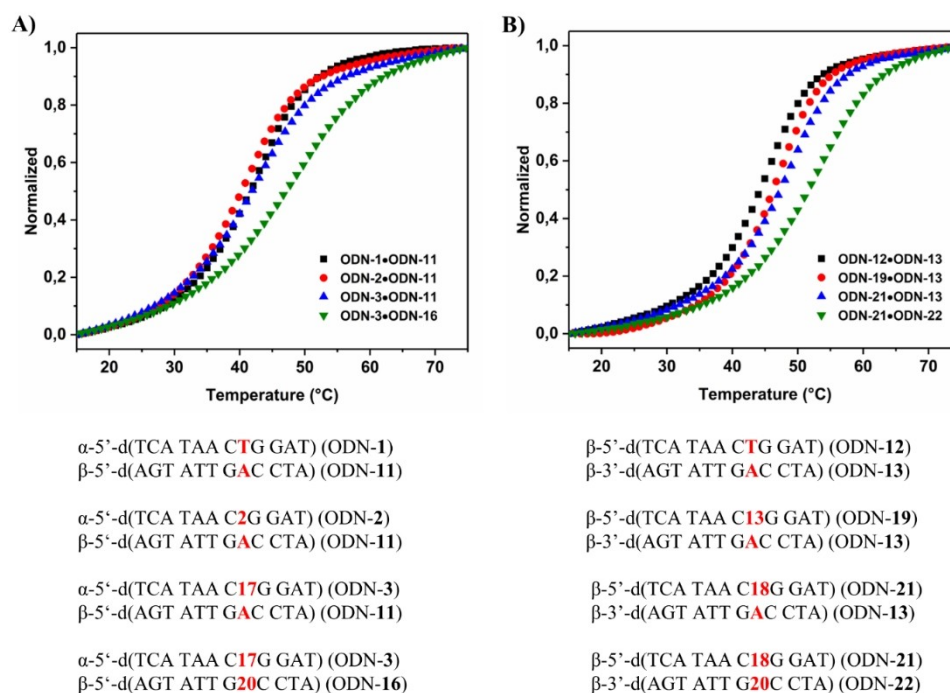 A)
Normalized
1,0
0,8
0,6
0,4
0,2
0,0
20 30 40 50 60 70
Temperature (°C)
ODN-1•ODN-11
ODN-2•ODN-11
ODN-3•ODN-11
ODN-3•ODN-16
B)
Normalized
1,0
0,8
0,6
0,4
0,2
0,0
20 30 40 50 60 70
Temperature (°C)
ODN-12•ODN-13
ODN-19•ODN-13
ODN-21•ODN-13
ODN-21•ODN-22
α-5’-d(TCA TAA CTG GAT) (ODN-1)
β-5’-d(AGT ATT GAC CTA) (ODN-11)
α-5‘-d(TCA TAA C2G GAT) (ODN-2)
β-5‘-d(AGT ATT GAC CTA) (ODN-11)
α-5‘-d(TCA TAA C17G GAT) (ODN-3)
β-5‘-d(AGT ATT GAC CTA) (ODN-11)
α-5‘-d(TCA TAA C17G GAT) (ODN-3)
β-5‘-d(AGT ATT G20C CTA) (ODN-16)
β-5’-d(TCA TAA CTG GAT) (ODN-12)
β-3’-d(AGT ATT GAC CTA) (ODN-13)
β-5’-d(TCA TAA C13G GAT) (ODN-19)
β-3’-d(AGT ATT GAC CTA) (ODN-13)
β-5’-d(TCA TAA C18G GAT) (ODN-21)
β-3’-d(AGT ATT GAC CTA) (ODN-13)
β-5’-d(TCA TAA C18G GAT) (ODN-21)
β-3’-d(AGT ATT G20C CTA) (ODN-22)